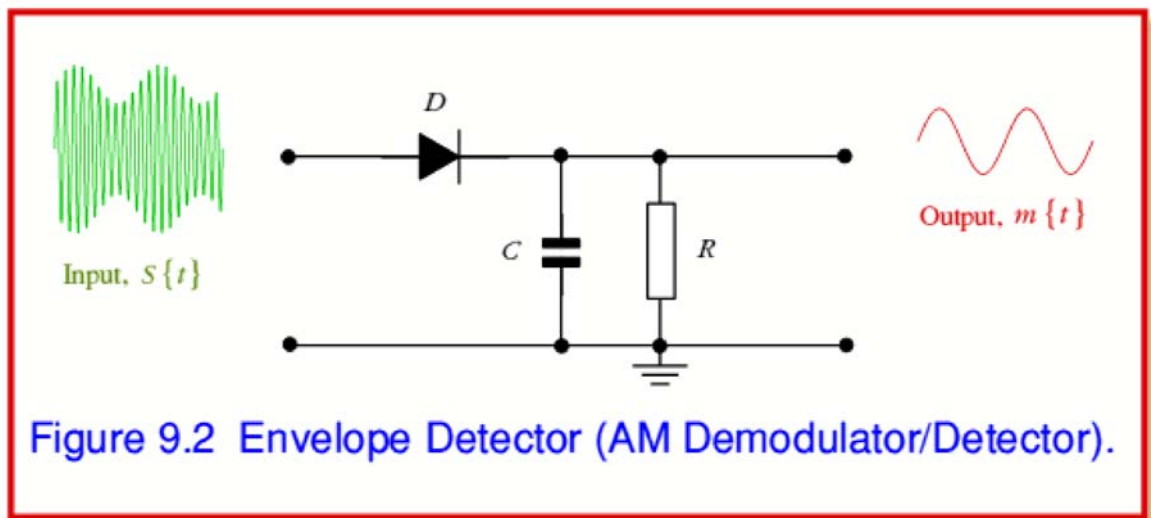 D
C
R
Input, S{t}
Output, m{t}
Figure 9.2 Envelope Detector (AM Demodulator/Detector).